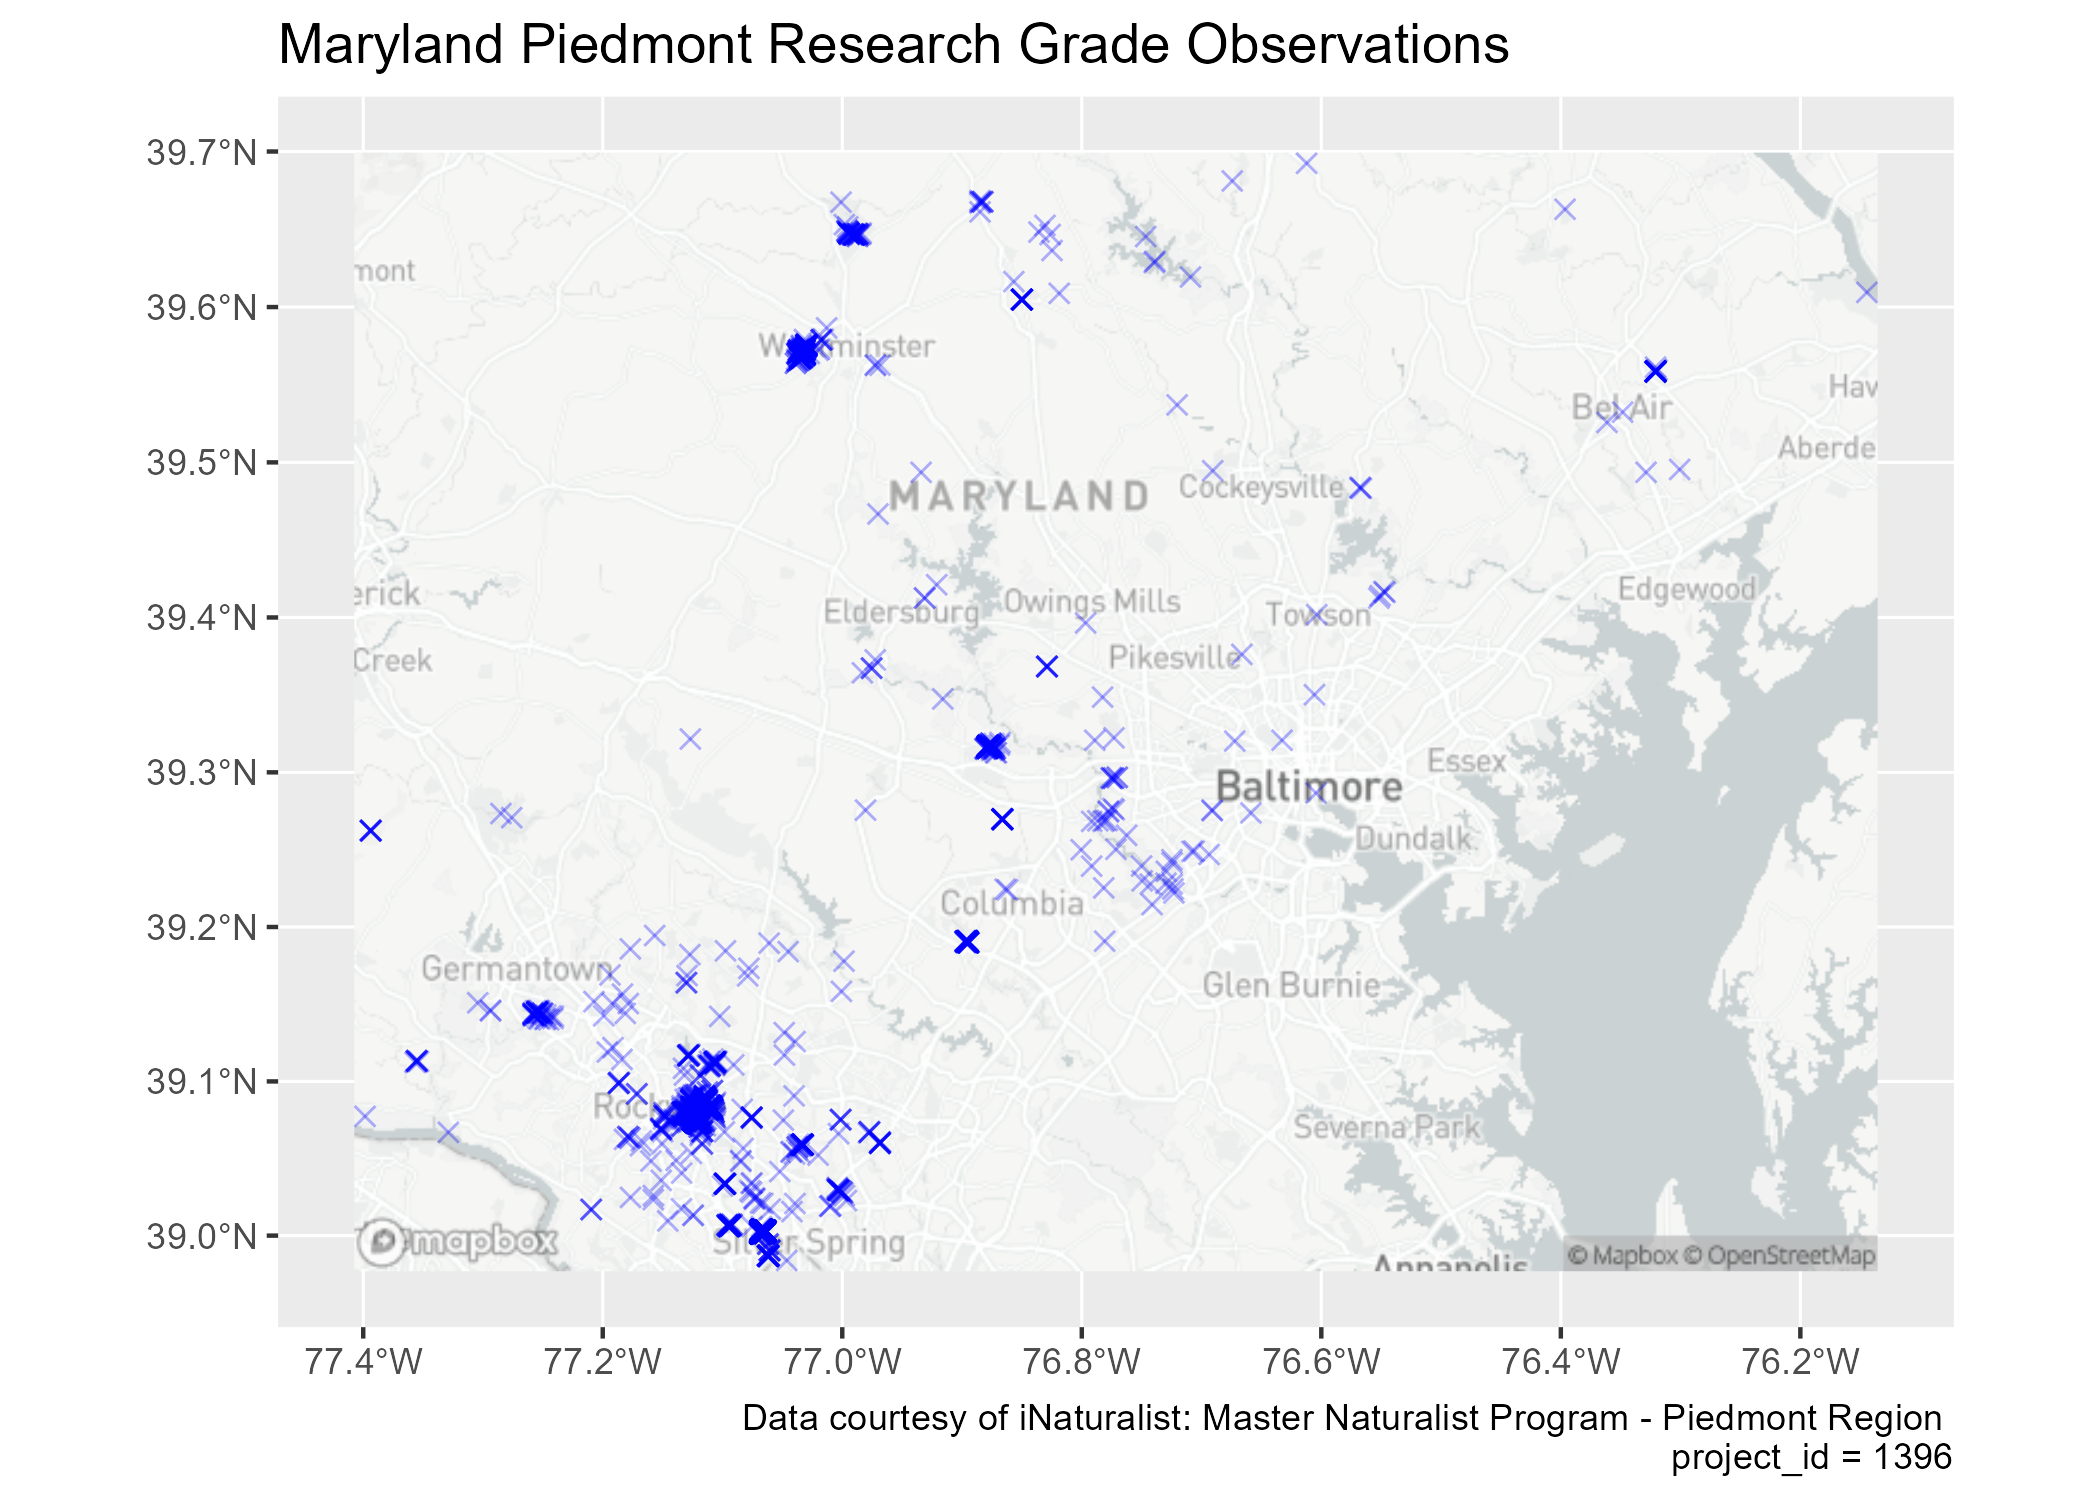 Maryland Piedmont Research Grade Observations
39.7°N
39.6°N
39.5°N
39.4°N
39.3°N
39.2°N
39.1°N
39.0°N
mont
Westminster
Hav
Bel Air
Aberde
MARYLAND
Cockeysville
erick
Edgewood
Owings Mills
Eldersburg
Towson
Creek
Pikesville
Essex
Baltimore
Dundalk
Columbia
Germantown
Glen Burnie
Severna Park
mapbox
Silver Spring
Annapolis
© Mapbox © OpenStreetMap
77.4°W
77.2°W
77.0°W
76.8°W
76.6°W
76.4°W
76.2°W
Data courtesy of iNaturalist: Master Naturalist Program - Piedmont Region
project_id = 1396